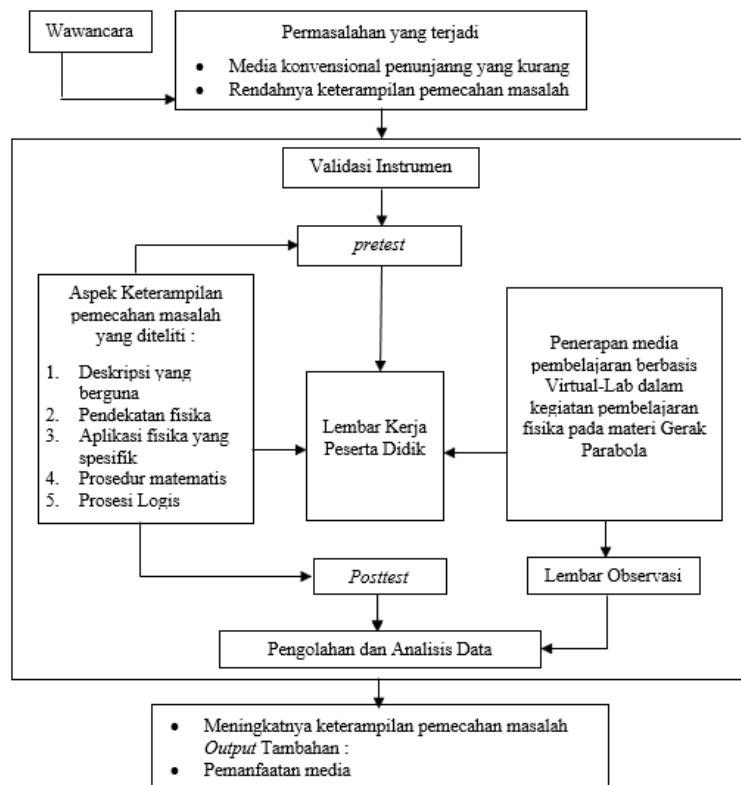 Wawancara
Permasalahan yang terjadi
• Media konvensional penunjanng yang kurang
• Rendahnya keterampilan pemecahan masalah
Validasi Instrumen
pretest
Aspek Keterampilan
pemecahan masalah
yang diteliti :
1. Deskripsi yang
berguna
2. Pendekatan fisika
3. Aplikasi fisika yang
spesifik
4. Prosedur matematis
5. Prosesi Logis
Lembar Kerja
Peserta Didik
Penerapan media
pembelajaran berbasis
Virtual-Lab dalam
kegiatan pembelajaran
fisika pada materi Gerak
Parabola
Posttest
Lembar Observasi
Pengolahan dan Analisis Data
• Meningkatnya keterampilan pemecahan masalah
Output Tambahan :
• Pemanfaatan media